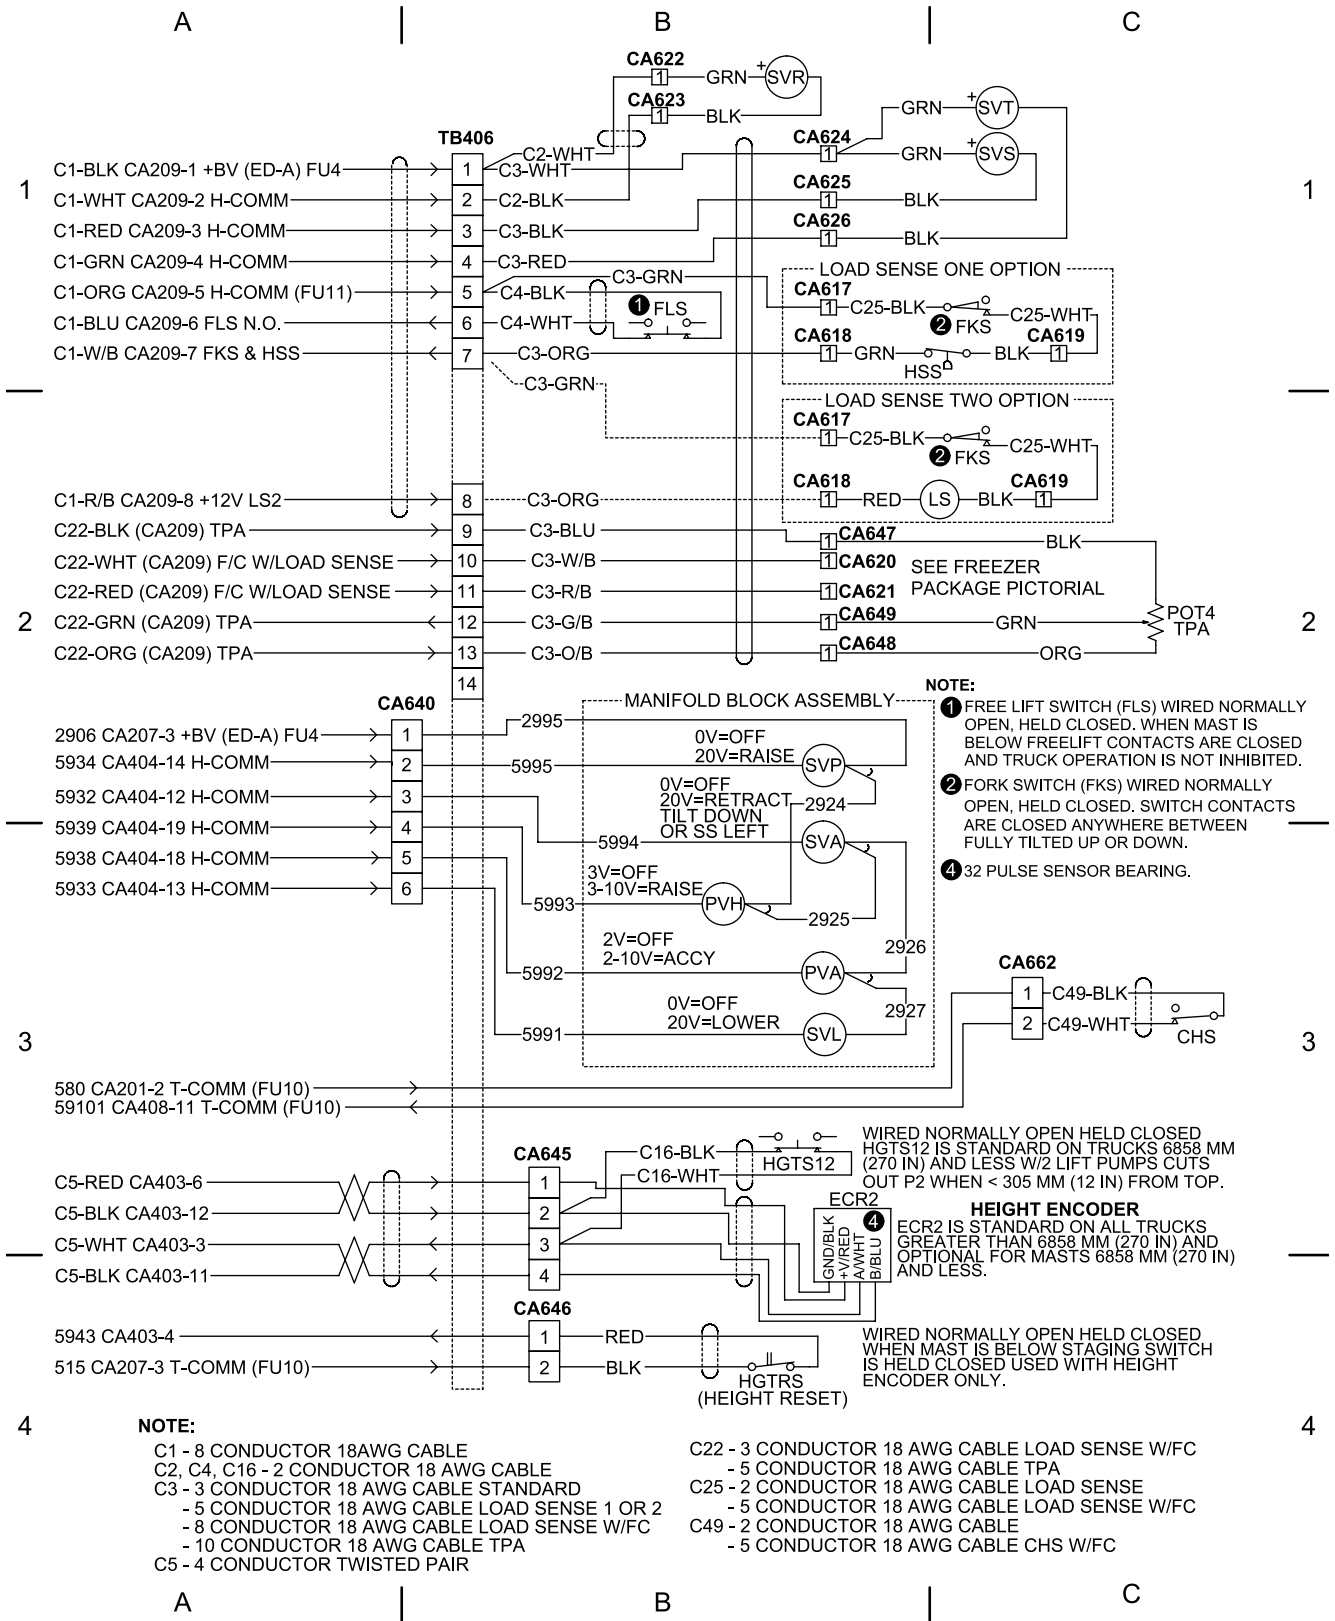 A B C
CA622
1 GRN + SVR
CA623
1 BLK
GRN + SVT
TB406
CA624
C2-WHT
1 GRN + SVS
C1-BLK CA209-1 +BV (ED-A) FU4 1 C3-WHT
CA625
1 1
C1-WHT CA209-2 H-COMM 2 C2-BLK 1 BLK
CA626
C1-RED CA209-3 H-COMM 3 C3-BLK 1 BLK
C1-GRN CA209-4 H-COMM 4 C3-RED
C3-GRN LOAD SENSE ONE OPTION
CA617
C1-ORG CA209-5 H-COMM (FU11) 5 C4-BLK 1 C25-BLK C25-WHT
1 FLS 2 FKS
C1-BLU CA209-6 FLS N.O. 6 C4-WHT
CA618 CA619
C1-W/B CA209-7 FKS & HSS 7 C3-ORG 1 GRN BLK 1
HSS
C3-GRN
LOAD SENSE TWO OPTION
CA617
1 C25-BLK C25-WHT
2 FKS
CA618 CA619
C1-R/B CA209-8 +12V LS2 8 C3-ORG 1 RED LS BLK 1
C22-BLK (CA209) TPA 9 C3-BLU
1 CA647 BLK
C22-WHT (CA209) F/C W/LOAD SENSE 10 C3-W/B 1 CA620
SEE FREEZER
PACKAGE PICTORIAL
C22-RED (CA209) F/C W/LOAD SENSE 11 C3-R/B 1 CA621
2 2
C22-GRN (CA209) TPA 12 C3-G/B 1 CA649 GRN
POT4
TPA
C22-ORG (CA209) TPA 13 C3-O/B 1 CA648 ORG
14
NOTE:
1 FREE LIFT SWITCH (FLS) WIRED NORMALLY
OPEN, HELD CLOSED. WHEN MAST IS
BELOW FREELIFT CONTACTS ARE CLOSED
AND TRUCK OPERATION IS NOT INHIBITED.
2 FORK SWITCH (FKS) WIRED NORMALLY
OPEN, HELD CLOSED. SWITCH CONTACTS
ARE CLOSED ANYWHERE BETWEEN
FULLY TILTED UP OR DOWN.
4 32 PULSE SENSOR BEARING.
CA640
MANIFOLD BLOCK ASSEMBLY
2906 CA207-3 +BV (ED-A) FU4 1 2995
0V=OFF
20V=RAISE
5934 CA404-14 H-COMM 2 5995 SVP
0V=OFF
20V=RETRACT
TILT DOWN
OR SS LEFT
2924
5932 CA404-12 H-COMM 3
5939 CA404-19 H-COMM 4 5994 SVA
5938 CA404-18 H-COMM 5
3V=OFF
3-10V=RAISE
5933 CA404-13 H-COMM 6 5993 PVH
2925
2926
2V=OFF
2-10V=ACCY
5992 PVA
2927
0V=OFF
20V=LOWER
5991 SVL
CA662
1 C49-BLK
2 C49-WHT
CHS
3 3
580 CA201-2 T-COMM (FU10)
59101 CA408-11 T-COMM (FU10)
C16-BLK HGTS12
C16-WHT
WIRED NORMALLY OPEN HELD CLOSED
HGTS12 IS STANDARD ON TRUCKS 6858 MM
(270 IN) AND LESS W/2 LIFT PUMPS CUTS
OUT P2 WHEN < 305 MM (12 IN) FROM TOP.
CA645
C5-RED CA403-6 1
C5-BLK CA403-12 2
C5-WHT CA403-3 3
C5-BLK CA403-11 4
ECR2
4
GND/BLK
+V/RED
A/WHT
B/BLU
HEIGHT ENCODER
ECR2 IS STANDARD ON ALL TRUCKS
GREATER THAN 6858 MM (270 IN) AND
OPTIONAL FOR MASTS 6858 MM (270 IN)
AND LESS.
CA646
5943 CA403-4 1 RED
515 CA207-3 T-COMM (FU10) 2 BLK
HGTRS
(HEIGHT RESET)
WIRED NORMALLY OPEN HELD CLOSED
WHEN MAST IS BELOW STAGING SWITCH
IS HELD CLOSED USED WITH HEIGHT
ENCODER ONLY.
4 4
NOTE:
C1 - 8 CONDUCTOR 18AWG CABLE
C2, C4, C16 - 2 CONDUCTOR 18 AWG CABLE
C3 - 3 CONDUCTOR 18 AWG CABLE STANDARD
- 5 CONDUCTOR 18 AWG CABLE LOAD SENSE 1 OR 2
- 8 CONDUCTOR 18 AWG CABLE LOAD SENSE W/FC
- 10 CONDUCTOR 18 AWG CABLE TPA
C5 - 4 CONDUCTOR TWISTED PAIR
C22 - 3 CONDUCTOR 18 AWG CABLE LOAD SENSE W/FC
- 5 CONDUCTOR 18 AWG CABLE TPA
C25 - 2 CONDUCTOR 18 AWG CABLE LOAD SENSE
- 5 CONDUCTOR 18 AWG CABLE LOAD SENSE W/FC
C49 - 2 CONDUCTOR 18 AWG CABLE
- 5 CONDUCTOR 18 AWG CABLE CHS W/FC
A B C